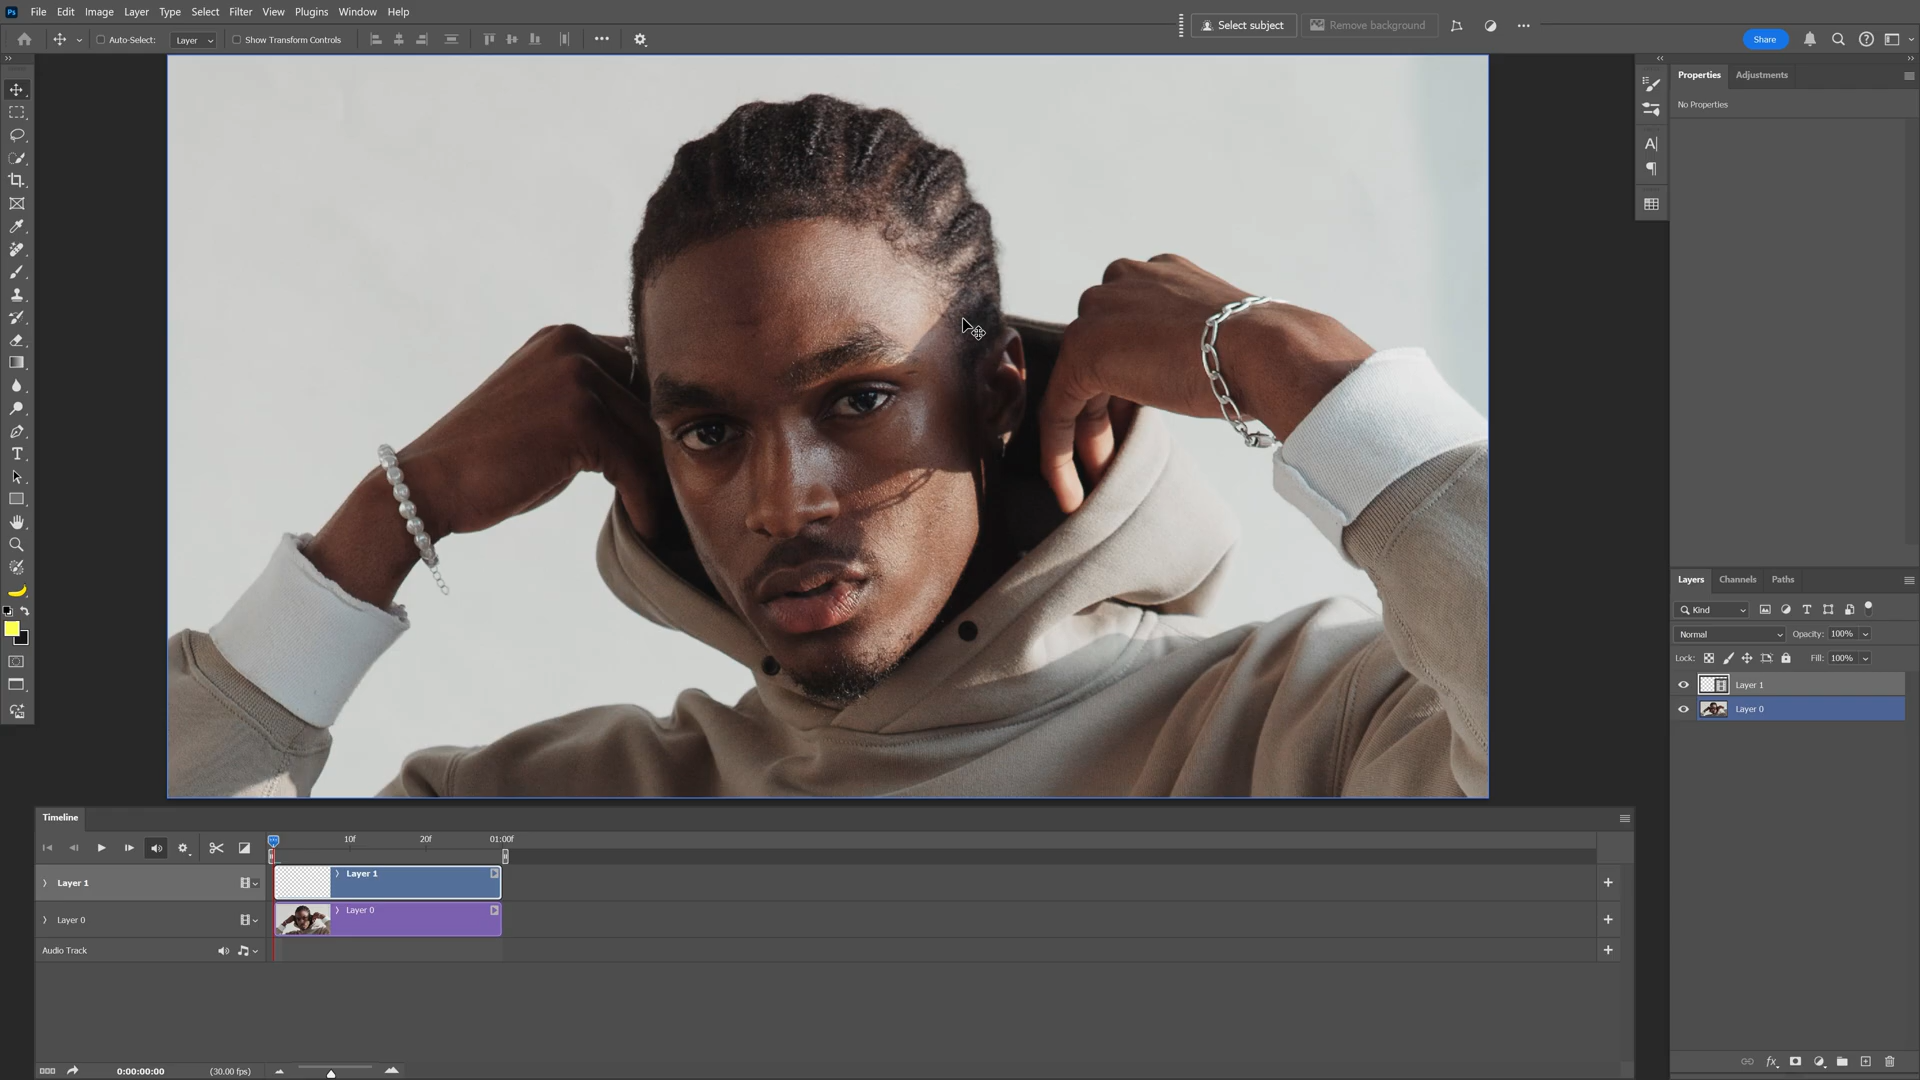 Ps File Edit Image Layer Type Select Filter View Plugins Window Help
Select subject Remove background
Auto-Select: Layer Show Transform Controls
Share
Properties Adjustments
No Properties
Layers Channels Paths
Kind
Normal Opacity: 100%
Lock: Fill: 100%
Layer 1
Layer 0
Timeline
10f 20f 01:00f
Layer 1 Layer 1
Layer 0 Layer 0
Audio Track
0:00:00:00 (30.00 fps)